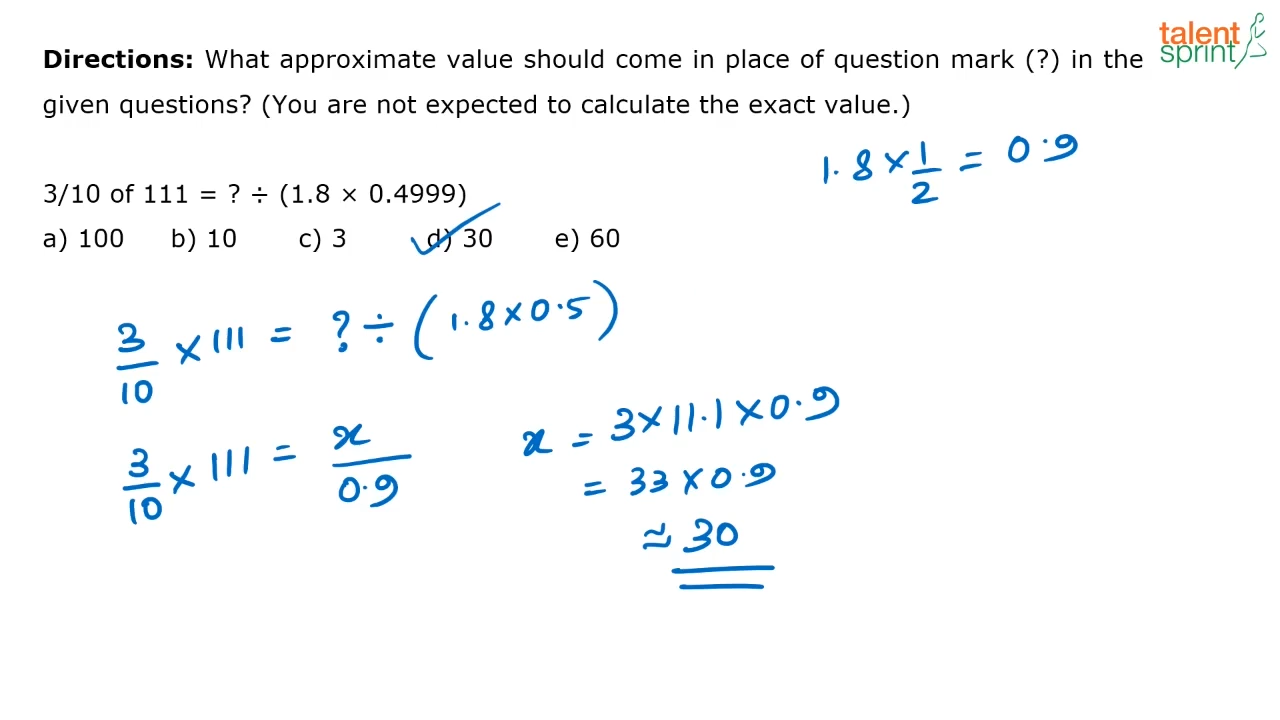 talent
sprint
Directions: What approximate value should come in place of question mark (?) in the
given questions? (You are not expected to calculate the exact value.)
1.8 × 1/2 = 0.9
3/10 of 111 = ? ÷ (1.8 × 0.4999)
a) 100 b) 10 c) 3 d) 30 e) 60
3/10 × 111 = ? ÷ (1.8 × 0.5)
3/10 × 111 = x/0.9
x = 3 × 11.1 × 0.9
= 33 × 0.9
≈ 30